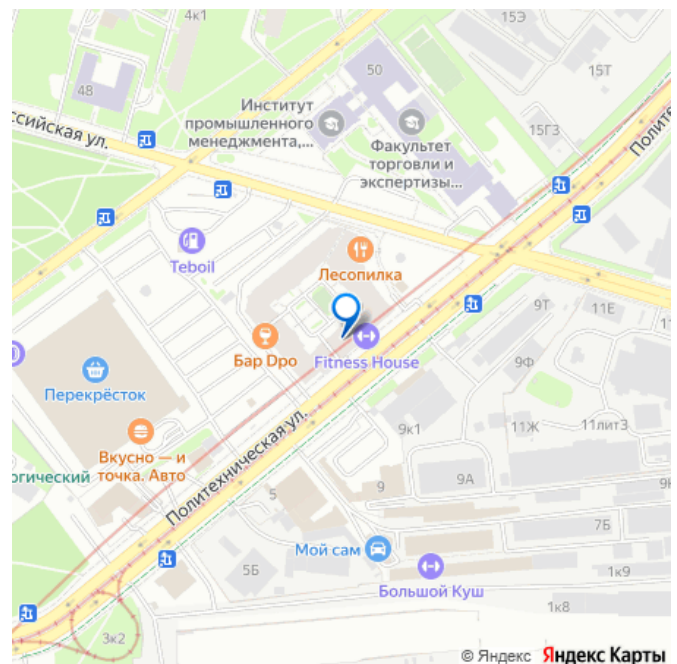 4к1
15Э
48
50
15Т
Институт
промышленного
менеджмента,...
ссийская ул.
Факультет
торговли и
экспертизы...
15Г3
Полите
Teboil
Лесопилка
9Т
11Е
Бар Dро
Fitness House
9Ф
Перекрёсток
11Ж
11лит3
9к1
Вкусно — и
точка. Авто
огический
Политехническая ул.
9А
9
5
7Б
Мой сам
5Б
Большой Куш
1к9
1к8
3к2
© Яндекс Яндекс Карты